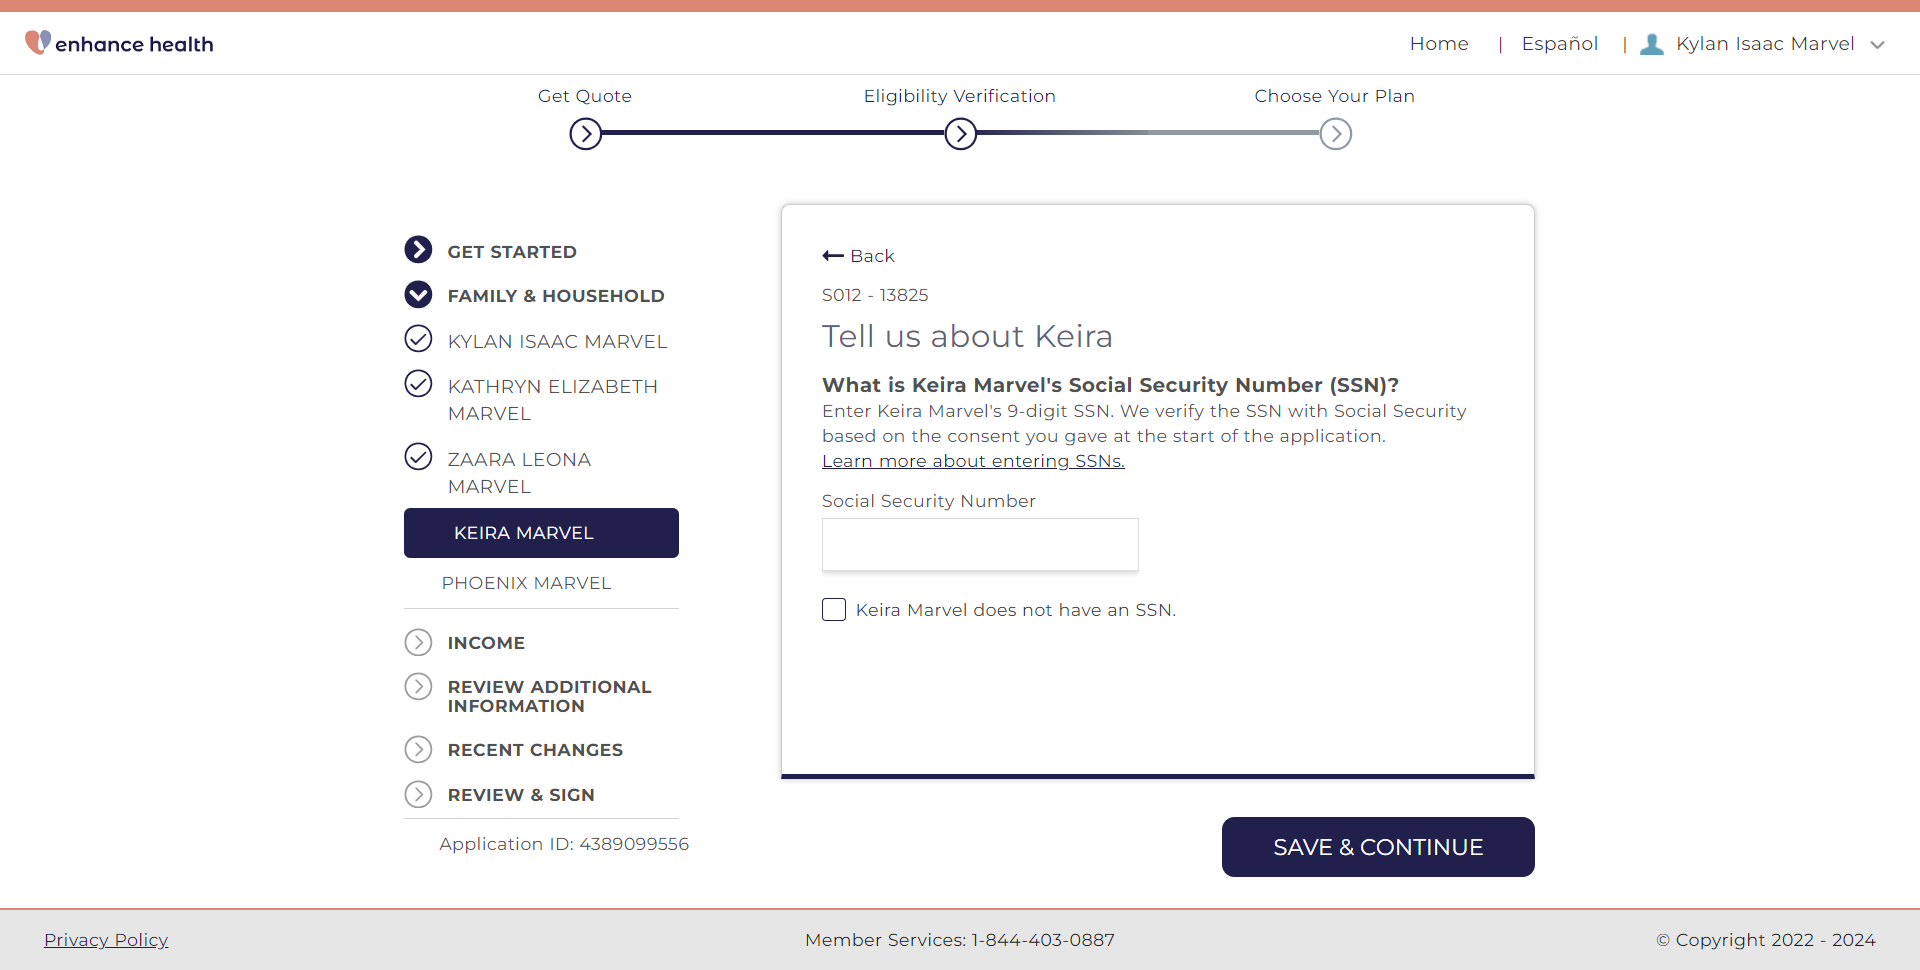 enhance health
Home | Español | Kylan Isaac Marvel
Get Quote
Eligibility Verification
Choose Your Plan
GET STARTED
FAMILY & HOUSEHOLD
KYLAN ISAAC MARVEL
KATHRYN ELIZABETH
MARVEL
ZAARA LEONA
MARVEL
KEIRA MARVEL
PHOENIX MARVEL
INCOME
REVIEW ADDITIONAL
INFORMATION
RECENT CHANGES
REVIEW & SIGN
Application ID: 4389099556
Back
S012 - 13825
Tell us about Keira
What is Keira Marvel's Social Security Number (SSN)?
Enter Keira Marvel's 9-digit SSN. We verify the SSN with Social Security
based on the consent you gave at the start of the application.
Learn more about entering SSNs.
Social Security Number
Keira Marvel does not have an SSN.
SAVE & CONTINUE
Privacy Policy
Member Services: 1-844-403-0887
© Copyright 2022 - 2024